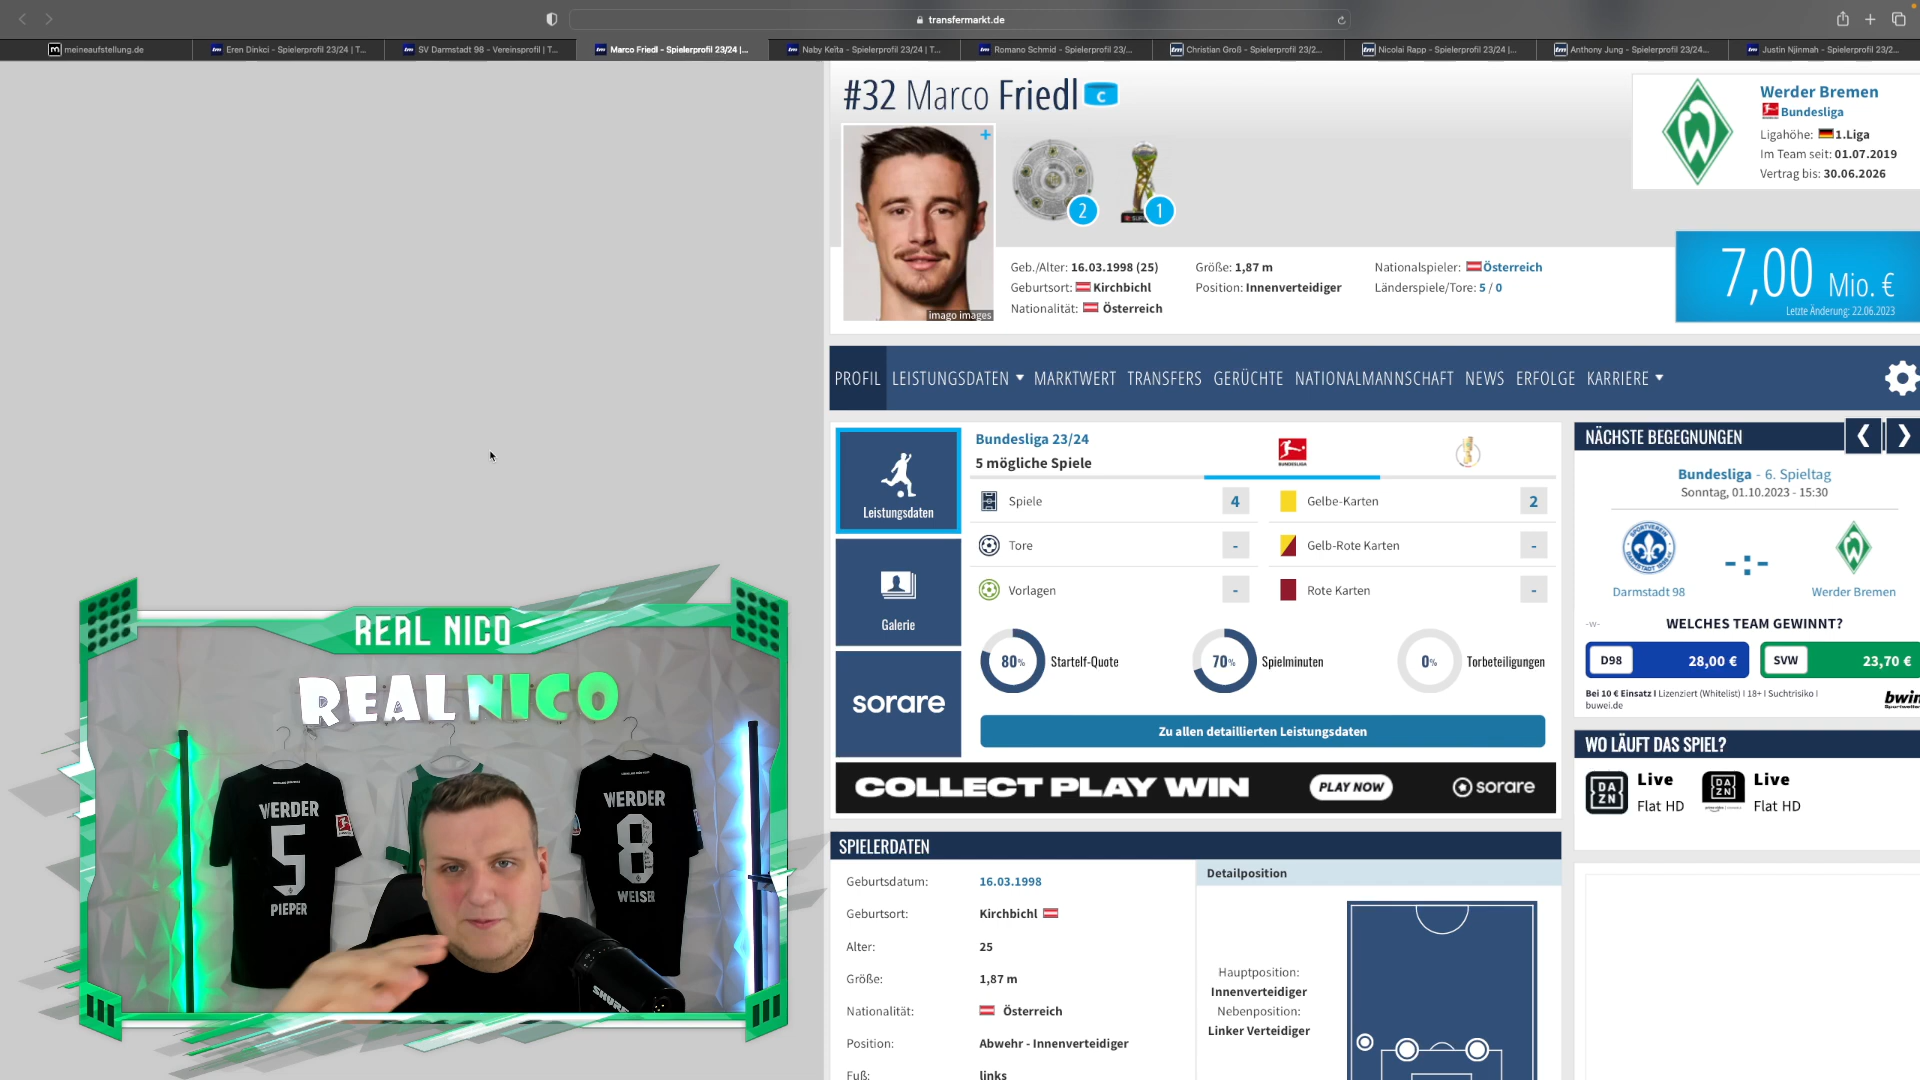 transfermarkt.de
meineaufstellung.de
Eren Dinkci - Spielerprofil 23/24 | T...
SV Darmstadt 98 - Vereinsprofil | T...
Marco Friedl - Spielerprofil 23/24 |...
Naby Keïta - Spielerprofil 23/24 | T...
Romano Schmid - Spielerprofil 23/...
Christian Groß - Spielerprofil 23/2...
Nicolai Rapp - Spielerprofil 23/24 |...
Anthony Jung - Spielerprofil 23/24...
Justin Njinmah - Spielerprofil 23/2...
#32 Marco Friedl C
Werder Bremen
Bundesliga
Ligahöhe: 1.Liga
Im Team seit: 01.07.2019
Vertrag bis: 30.06.2026
2
1
imago images
Geb./Alter: 16.03.1998 (25)
Geburtsort: Kirchbichl
Nationalität: Österreich
Größe: 1,87 m
Position: Innenverteidiger
Nationalspieler: Österreich
Länderspiele/Tore: 5 / 0
7,00 Mio. €
Letzte Änderung: 22.06.2023
PROFIL LEISTUNGSDATEN MARKTWERT TRANSFERS GERÜCHTE NATIONALMANNSCHAFT NEWS ERFOLGE KARRIERE
Leistungsdaten
Galerie
sorare
Bundesliga 23/24
5 mögliche Spiele
BUNDESLIGA
Spiele 4
Gelbe-Karten 2
Tore -
Gelb-Rote Karten -
Vorlagen -
Rote Karten -
80% Startelf-Quote
70% Spielminuten
0% Torbeteiligungen
Zu allen detaillierten Leistungsdaten
COLLECT PLAY WIN PLAY NOW sorare
NÄCHSTE BEGEGNUNGEN
Bundesliga - 6. Spieltag
Sonntag, 01.10.2023 - 15:30
-:-
Darmstadt 98
Werder Bremen
-w- WELCHES TEAM GEWINNT?
D98 28,00 €
SVW 23,70 €
Bei 10 € Einsatz I Lizenziert (Whitelist) I 18+ I Suchtrisiko I
buwei.de
bwin
WO LÄUFT DAS SPIEL?
DAZN Live
Flat HD
DAZN Live
Flat HD
SPIELERDATEN
Geburtsdatum: 16.03.1998
Geburtsort: Kirchbichl
Alter: 25
Größe: 1,87 m
Nationalität: Österreich
Position: Abwehr - Innenverteidiger
Fuß: links
Detailposition
Hauptposition:
Innenverteidiger
Nebenposition:
Linker Verteidiger
REAL NICO
REALNICO
WERDER
5
PIEPER
WERDER
8
WEISER
SHURE